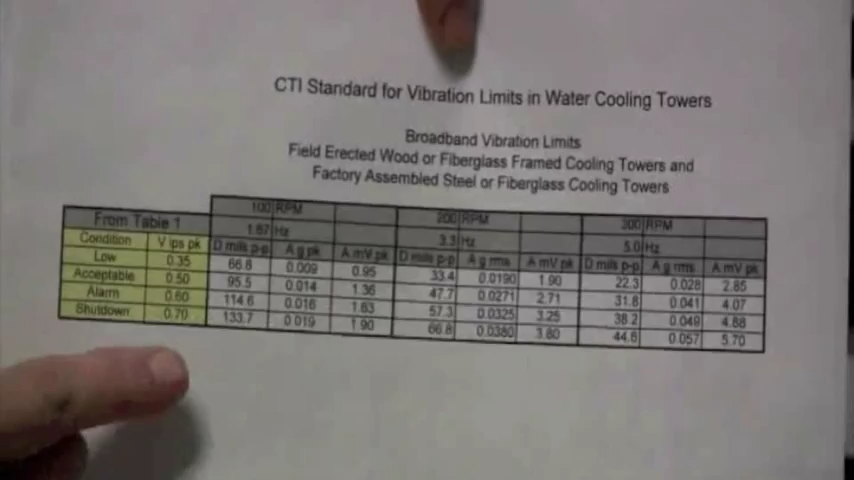 CTI Standard for Vibration Limits in Water Cooling Towers
Broadband Vibration Limits
Field Erected Wood or Fiberglass Framed Cooling Towers and
Factory Assembled Steel or Fiberglass Cooling Towers
From Table 1 100 RPM 200 RPM 300 RPM
1.67 Hz 3.3 Hz 5.0 Hz
Condition V ips pk D mils p-p A g pk A mV pk D mils p-p A g rms A mV pk D mils p-p A g rms A mV pk
Low 0.35 66.8 0.009 0.95 33.4 0.0190 1.90 22.3 0.028 2.85
Acceptable 0.50 95.5 0.014 1.36 47.7 0.0271 2.71 31.8 0.041 4.07
Alarm 0.60 114.6 0.016 1.63 57.3 0.0325 3.25 38.2 0.049 4.88
Shutdown 0.70 133.7 0.019 1.90 66.8 0.0380 3.80 44.6 0.057 5.70